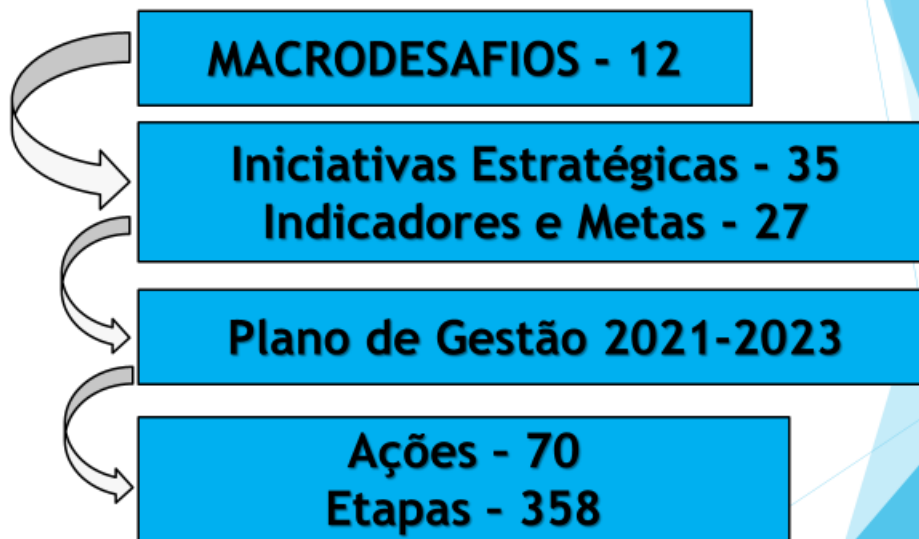 MACRODESAFIOS - 12
Iniciativas Estratégicas - 35
Indicadores e Metas - 27
Plano de Gestão 2021-2023
Ações – 70
Etapas – 358